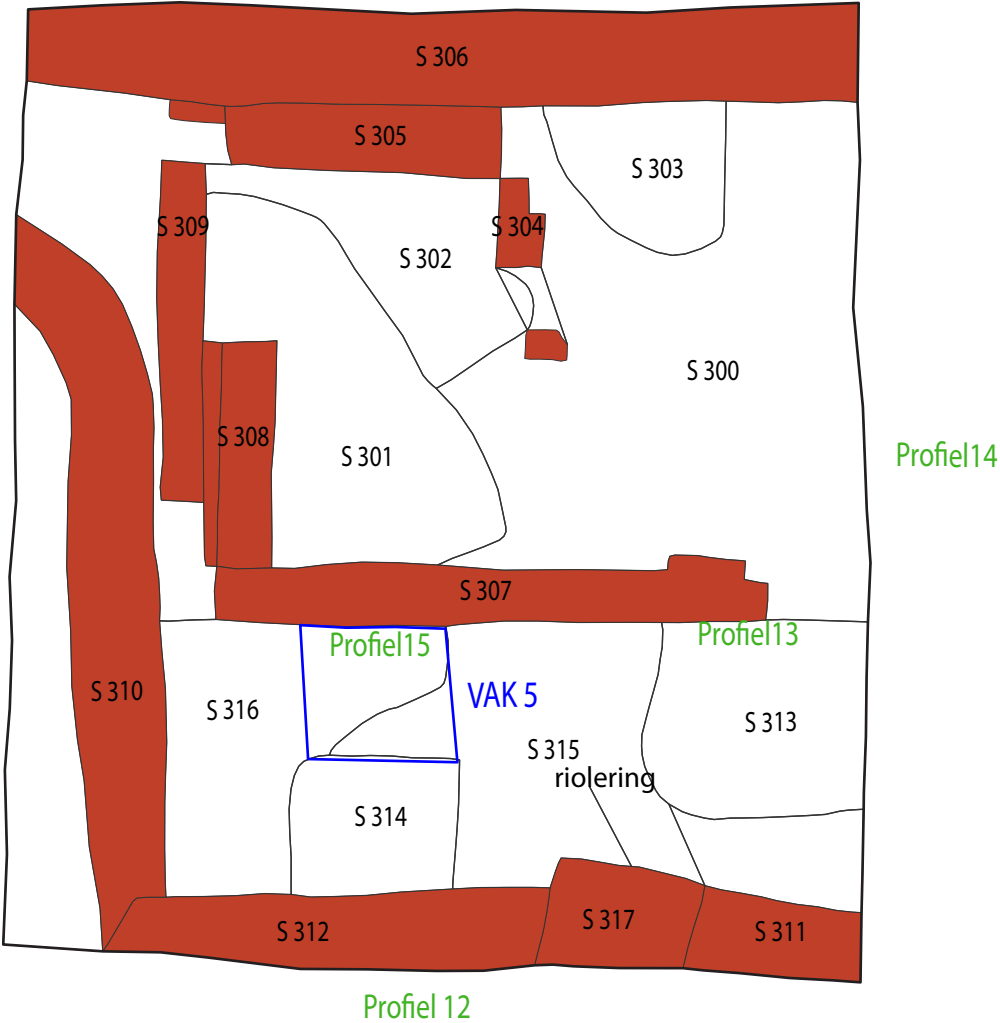 S 306
S 305
S 303
S 309
S 304
S 302
S 300
S 308
S 301
Profiel14
S 307
Profiel15
Profiel13
S 310
S 316
VAK 5
S 313
S 315
riolering
S 314
S 312
S 317
S 311
Profiel 12